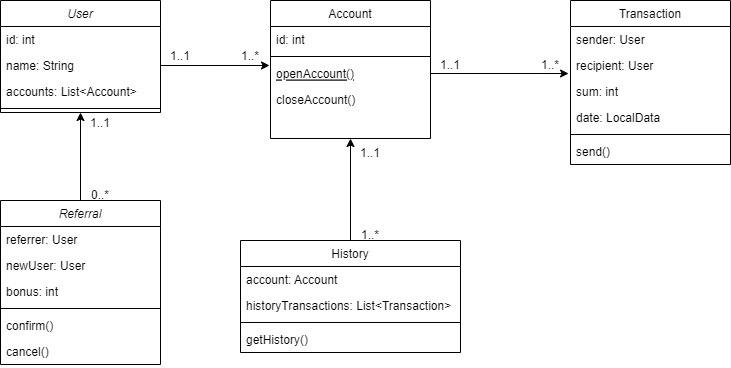 User
id: int
name: String
accounts: List<Account>
1..1
1..*
Account
id: int
openAccount()
closeAccount()
1..1
1..*
Transaction
sender: User
recipient: User
sum: int
date: LocalData
send()
1..1
0..*
Referral
referrer: User
newUser: User
bonus: int
confirm()
cancel()
1..1
1..*
History
account: Account
historyTransactions: List<Transaction>
getHistory()